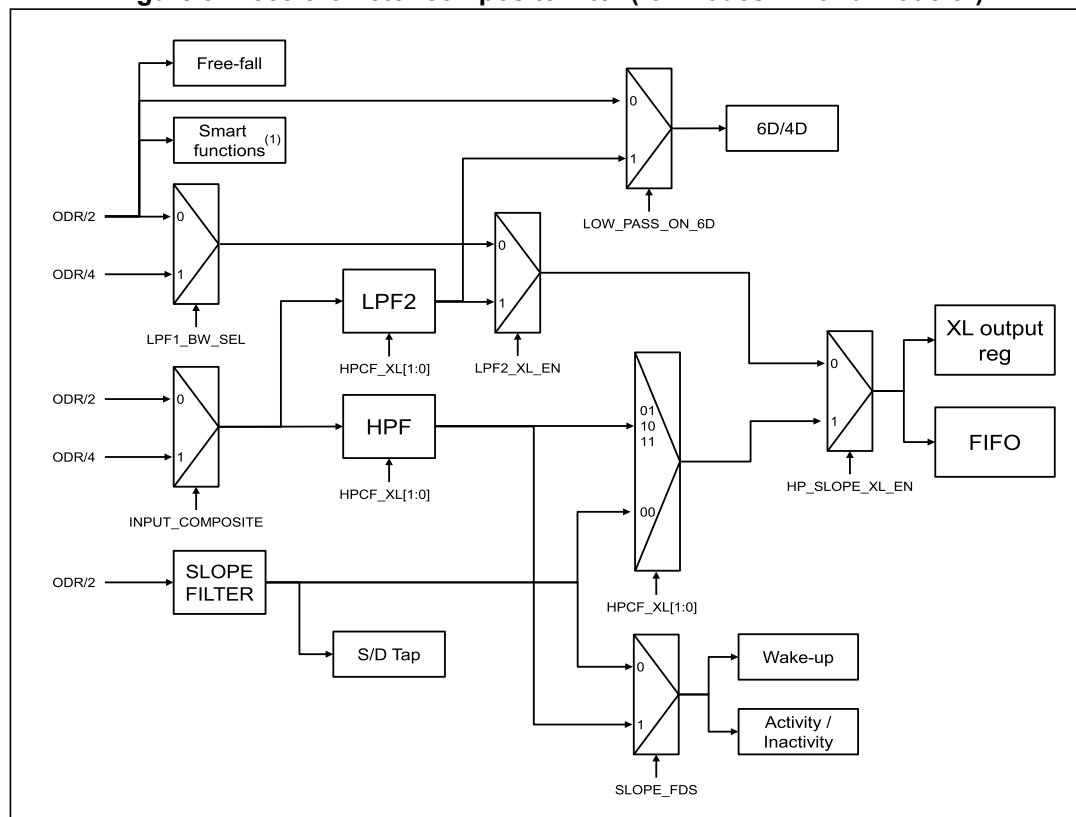 Free-fall
Smart
functions(1)
0
1
6D/4D
LOW_PASS_ON_6D
ODR/2
0
ODR/4
1
LPF1_BW_SEL
LPF2
HPCF_XL[1:0]
0
1
LPF2_XL_EN
XL output
reg
FIFO
0
1
HP_SLOPE_XL_EN
ODR/2
0
ODR/4
1
INPUT_COMPOSITE
HPF
HPCF_XL[1:0]
01
10
11
00
HPCF_XL[1:0]
ODR/2
SLOPE
FILTER
S/D Tap
0
1
SLOPE_FDS
Wake-up
Activity /
Inactivity